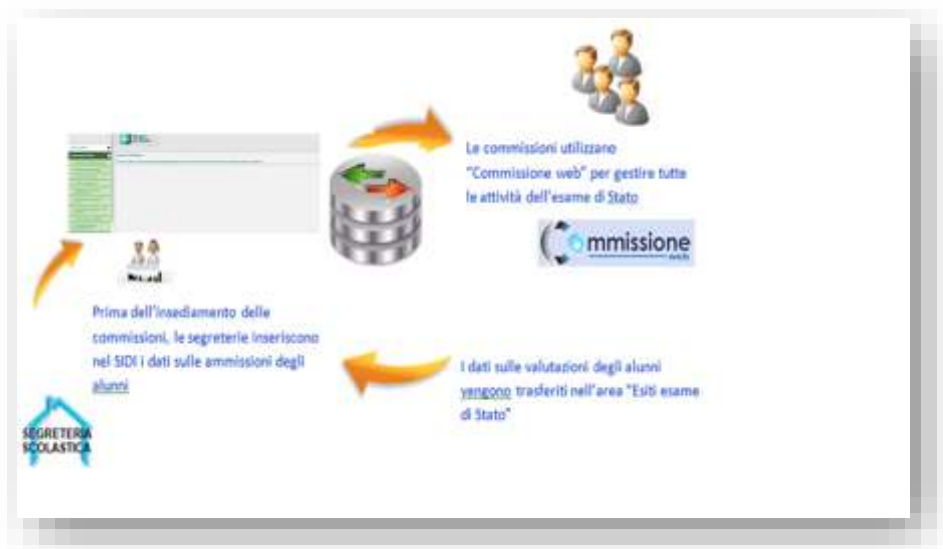 Le commissioni utilizzano
"Commissione web" per gestire tutte
le attività dell'esame di Stato
mmissione
web
Prima dell'insediamento delle
commissioni, le segreterie inseriscono
nel SIDI i dati sulle ammissioni degli
alunni
I dati sulle valutazioni degli alunni
vengono trasferiti nell'area "Esiti esame
di Stato"
SEGRETERIA
SCOLASTICA